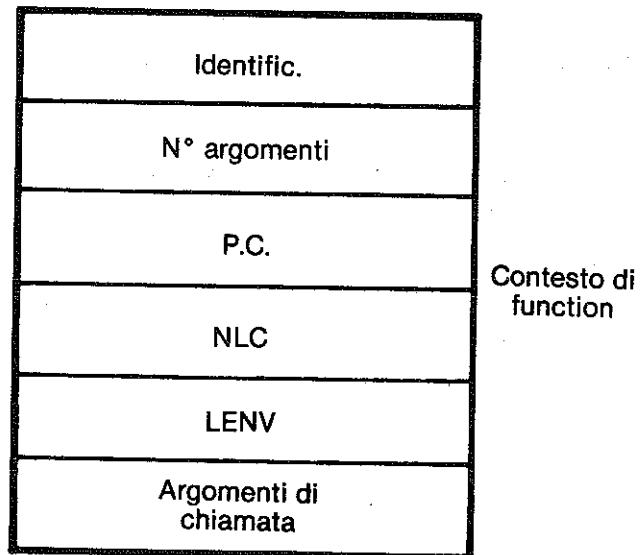 Identific.
N° argomenti
P.C.
NLC
LENV
Argomenti di
chiamata
Contesto di
function